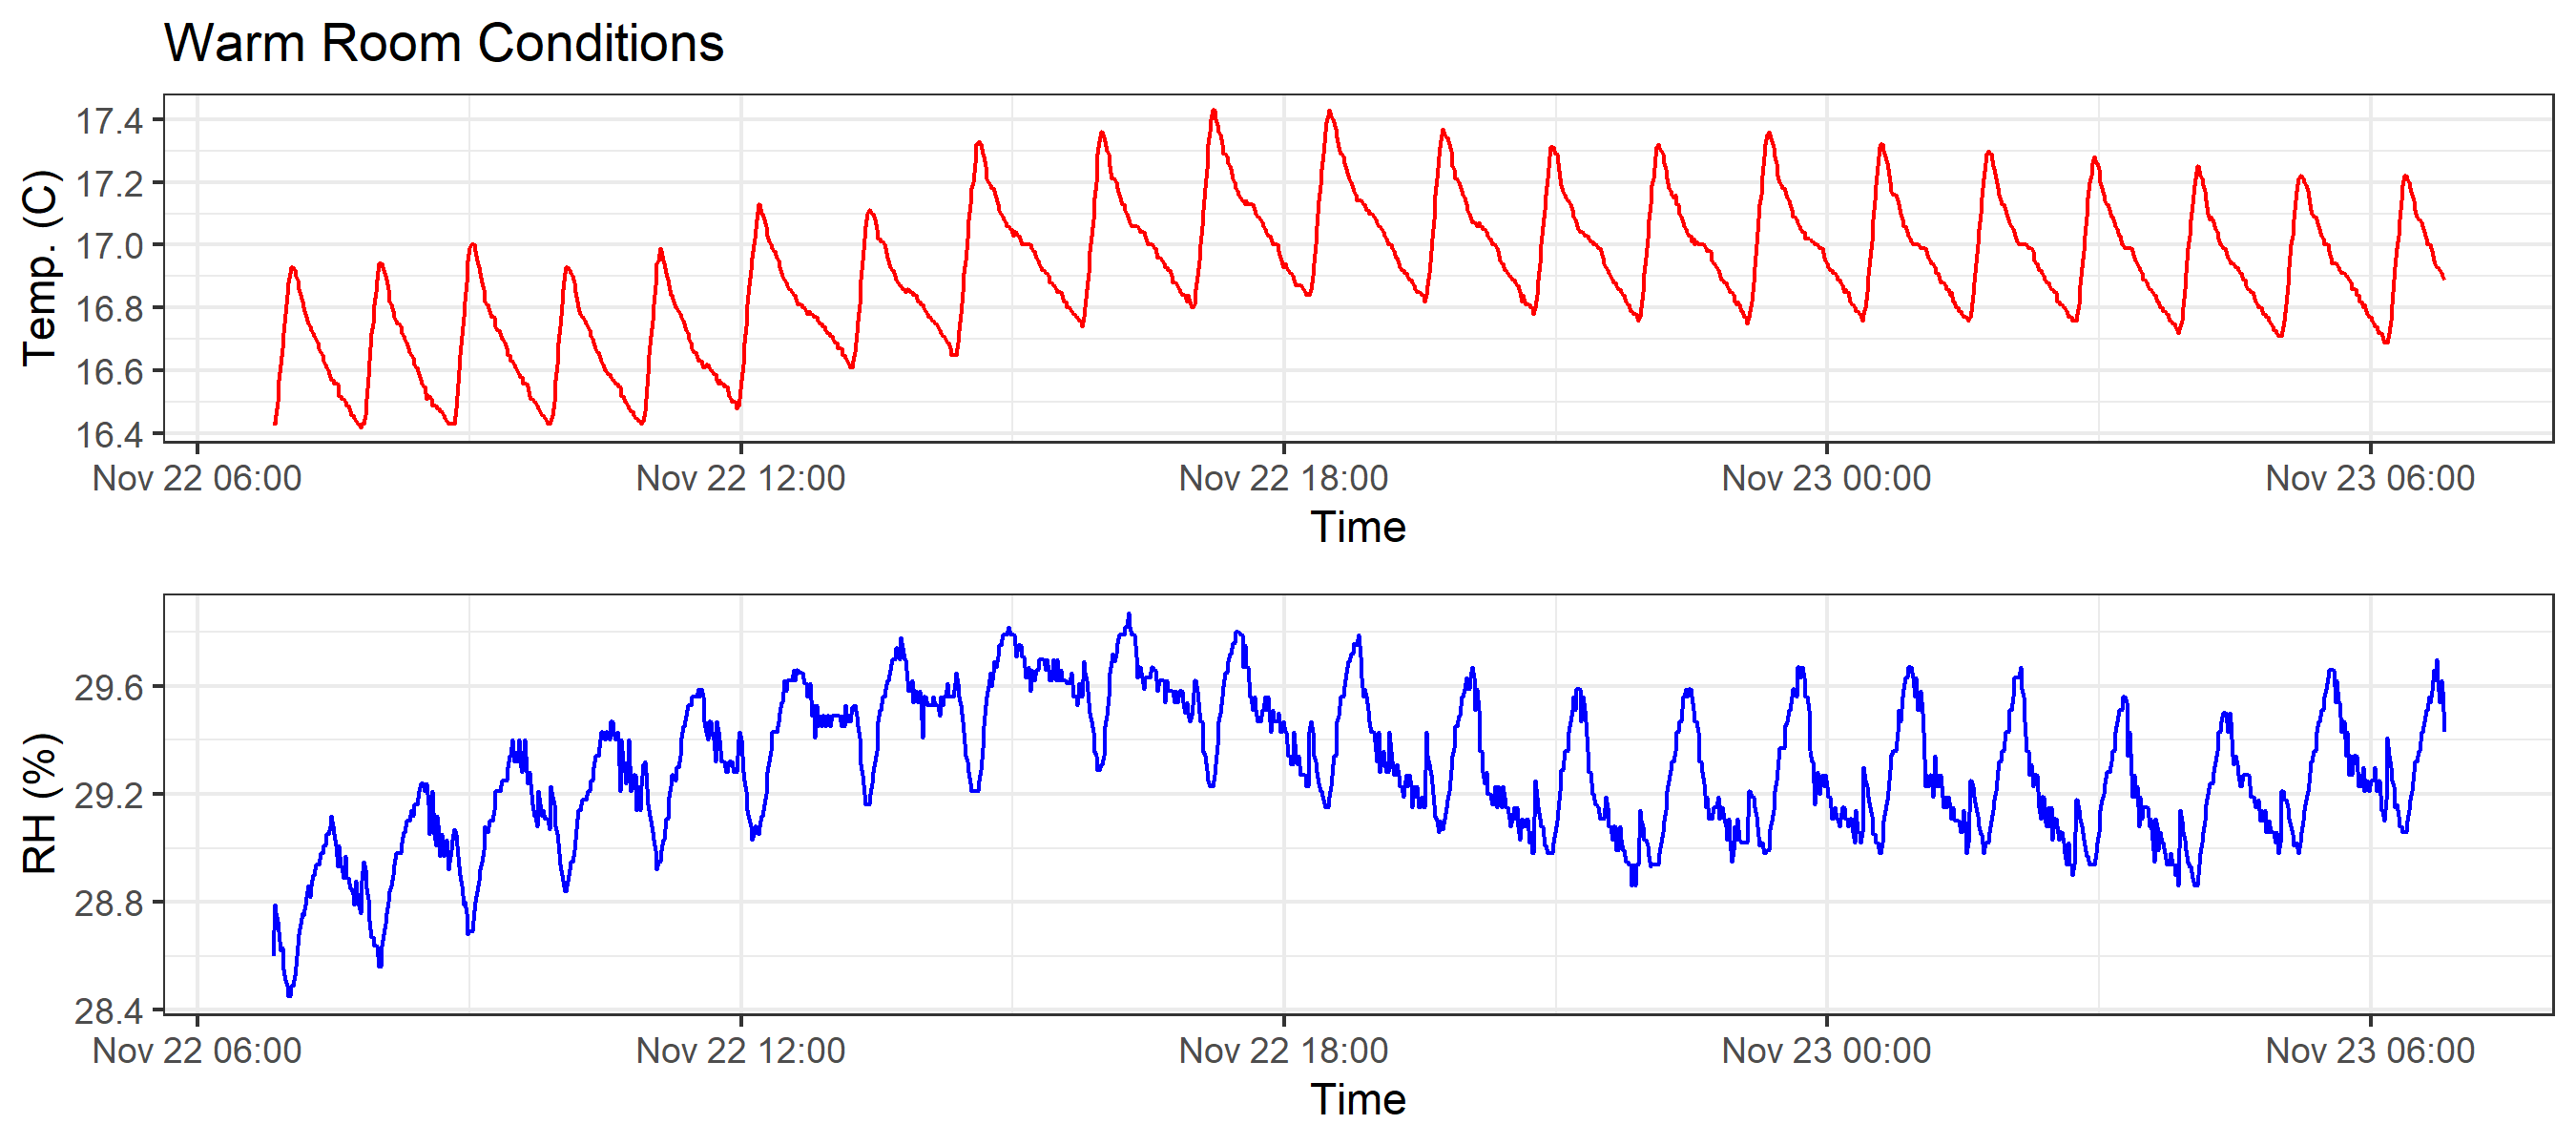 Warm Room Conditions
17.4
17.2
17.0
16.8
16.6
16.4
Temp. (C)
Nov 22 06:00 Nov 22 12:00 Nov 22 18:00 Nov 23 00:00 Nov 23 06:00
Time
29.6
29.2
28.8
28.4
RH (%)
Nov 22 06:00 Nov 22 12:00 Nov 22 18:00 Nov 23 00:00 Nov 23 06:00
Time